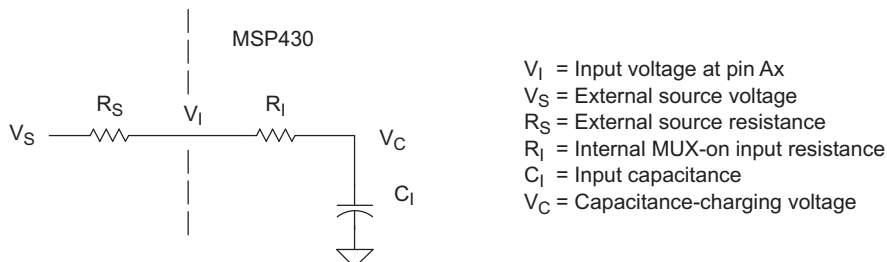 MSP430
R_S
V_I
R_I
V_S
V_C
C_I
V_I = Input voltage at pin Ax
V_S = External source voltage
R_S = External source resistance
R_I = Internal MUX-on input resistance
C_I = Input capacitance
V_C = Capacitance-charging voltage